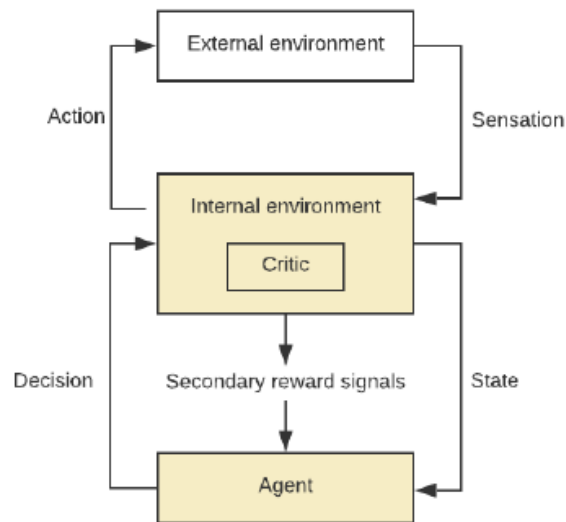 External environment
Action
Sensation
Internal environment
Critic
Decision
Secondary reward signals
State
Agent